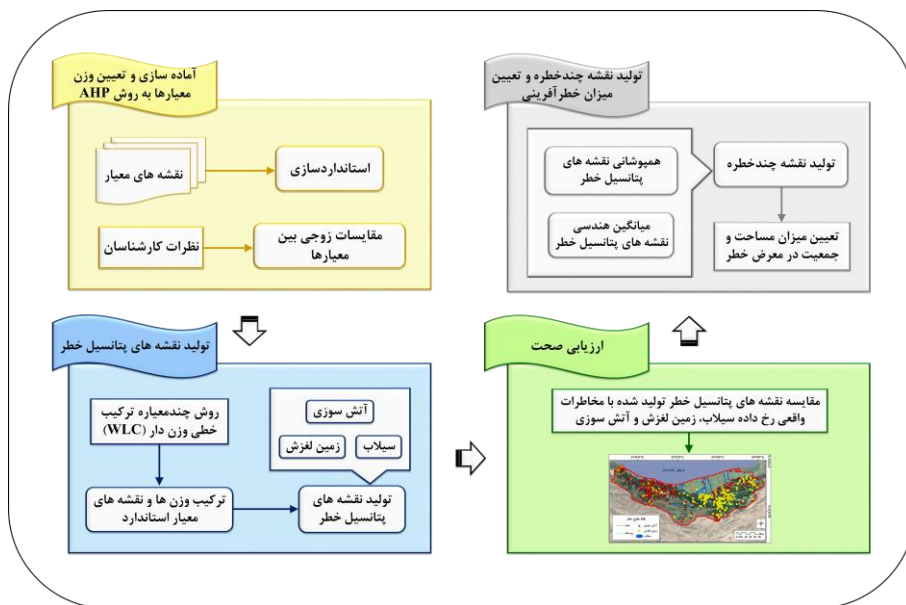 آماده سازی و تعیین وزن
معیارها به روش AHP
نقشه های معیار
استانداردسازی
نظرات کارشناسان
مقایسات زوجی بین
معیارها
تولید نقشه چندخطره و تعیین
میزان خطرآفرینی
همپوشانی نقشه های
پتانسیل خطر
میانگین هندسی
نقشه های پتانسیل خطر
تولید نقشه چندخطره
تعیین میزان مساحت و
جمعیت در معرض خطر
تولید نقشه های پتانسیل خطر
روش چندمعیاره ترکیب
خطی وزن دار (WLC)
ترکیب وزن ها و نقشه های
معیار استاندارد
آتش سوزی
زمین لغزش
سیلاب
تولید نقشه های
پتانسیل خطر
ارزیابی صحت
مقایسه نقشه های پتانسیل خطر تولید شده با مخاطرات
واقعی رخ داده سیلاب، زمین لغزش و آتش سوزی